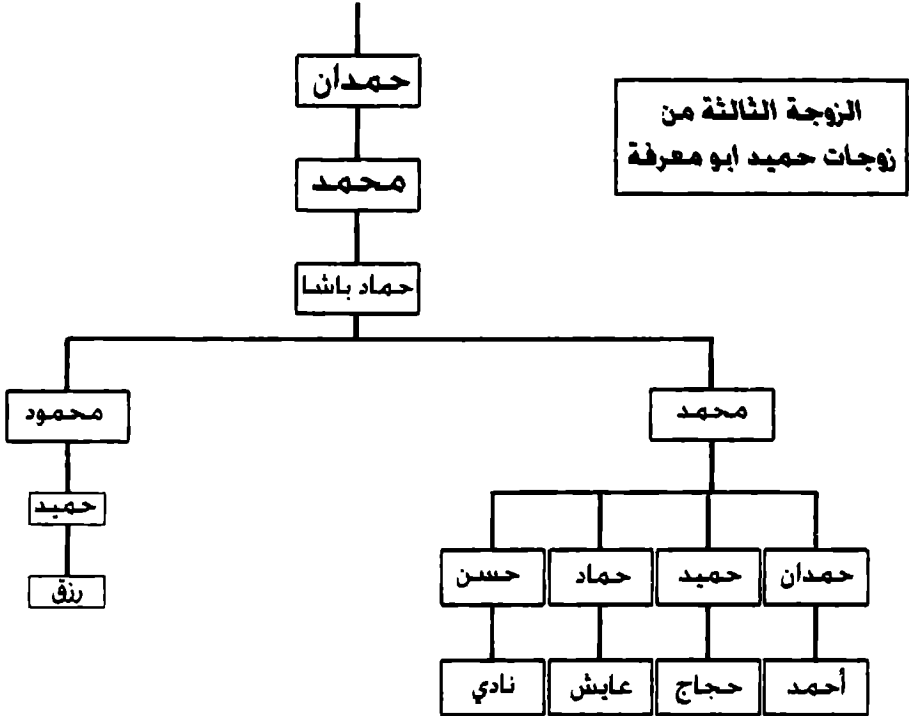 حمدان
الزوجة الثالثة من
زوجات حميد ابو معرفة
محمد
حماد باشا
محمد
محمود
حمدان
حميد
حماد
حسن
حميد
رزق
أحمد
حجاج
عايش
نادي